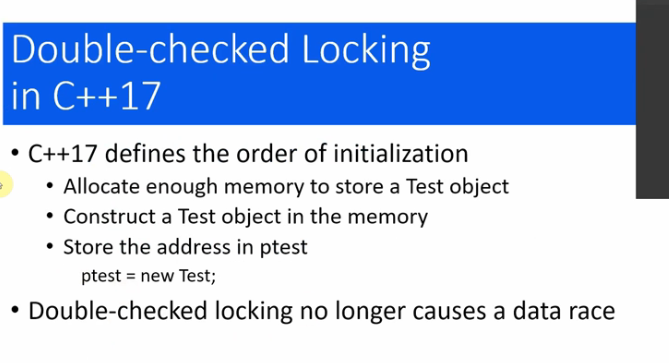 Double-checked Locking
in C++17
• C++17 defines the order of initialization
• Allocate enough memory to store a Test object
• Construct a Test object in the memory
• Store the address in ptest
ptest = new Test;
• Double-checked locking no longer causes a data race